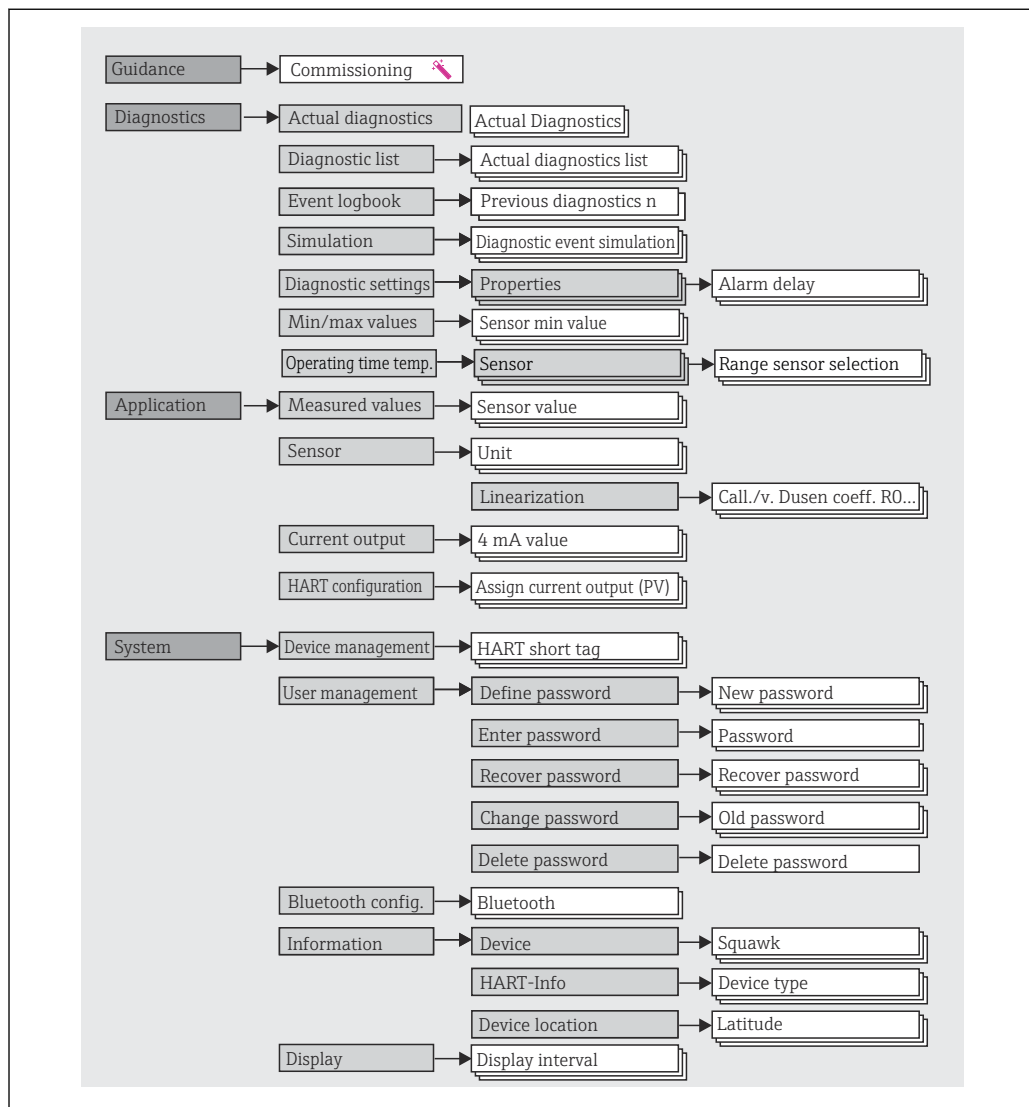 Guidance Commissioning
Diagnostics Actual diagnostics Actual Diagnostics
Diagnostic list Actual diagnostics list
Event logbook Previous diagnostics n
Simulation Diagnostic event simulation
Diagnostic settings Properties Alarm delay
Min/max values Sensor min value
Operating time temp. Sensor Range sensor selection
Application Measured values Sensor value
Sensor Unit
Linearization Call./v. Dusen coeff. R0...
Current output 4 mA value
HART configuration Assign current output (PV)
System Device management HART short tag
User management Define password New password
Enter password Password
Recover password Recover password
Change password Old password
Delete password Delete password
Bluetooth config. Bluetooth
Information Device Squawk
HART-Info Device type
Device location Latitude
Display Display interval